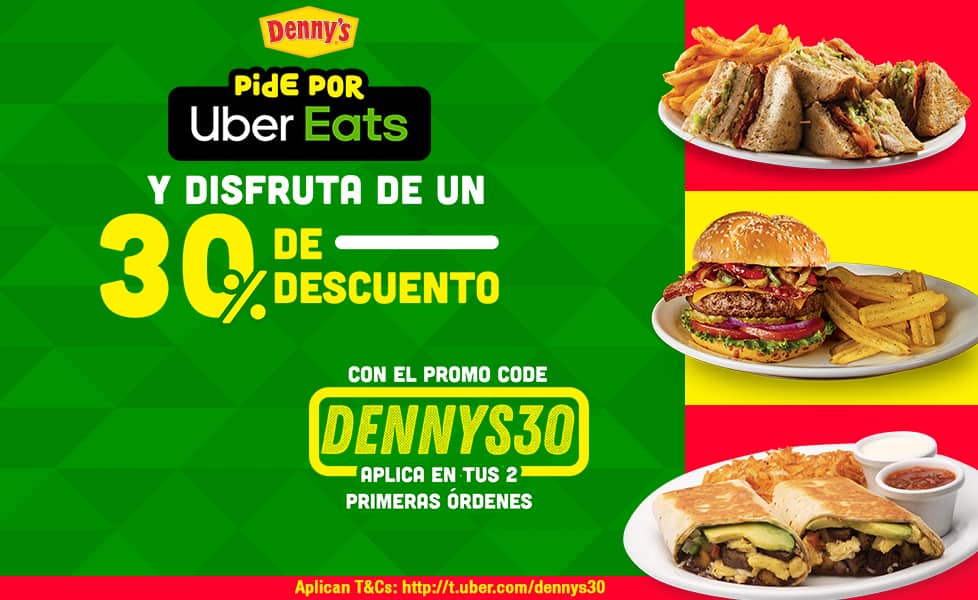 Denny's
PIDE POR
Uber Eats
Y DISFRUTA DE UN
30% DE
DESCUENTO
CON EL PROMO CODE
DENNYS30
APLICA EN TUS 2
PRIMERAS ÓRDENES
Aplican T&Cs: http://t.uber.com/dennys30